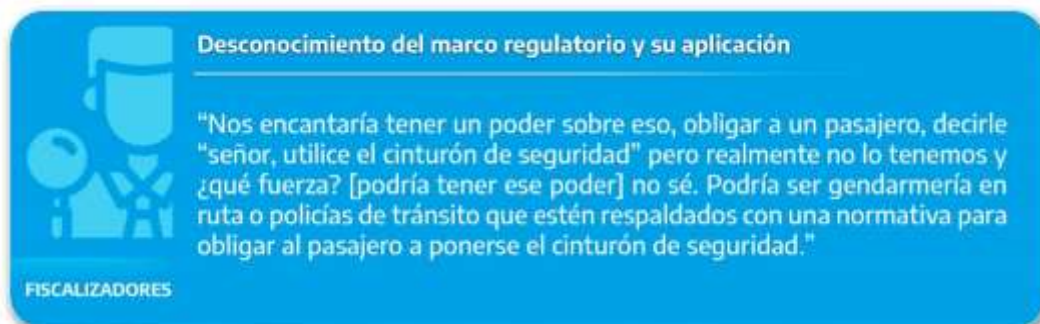 Desconocimiento del marco regulatorio y su aplicación
“Nos encantaría tener un poder sobre eso, obligar a un pasajero, decirle
“señor, utilice el cinturón de seguridad” pero realmente no lo tenemos y
¿qué fuerza? [podría tener ese poder] no sé. Podría ser gendarmería en
ruta o policías de tránsito que estén respaldados con una normativa para
obligar al pasajero a ponerse el cinturón de seguridad.”
FISCALIZADORES